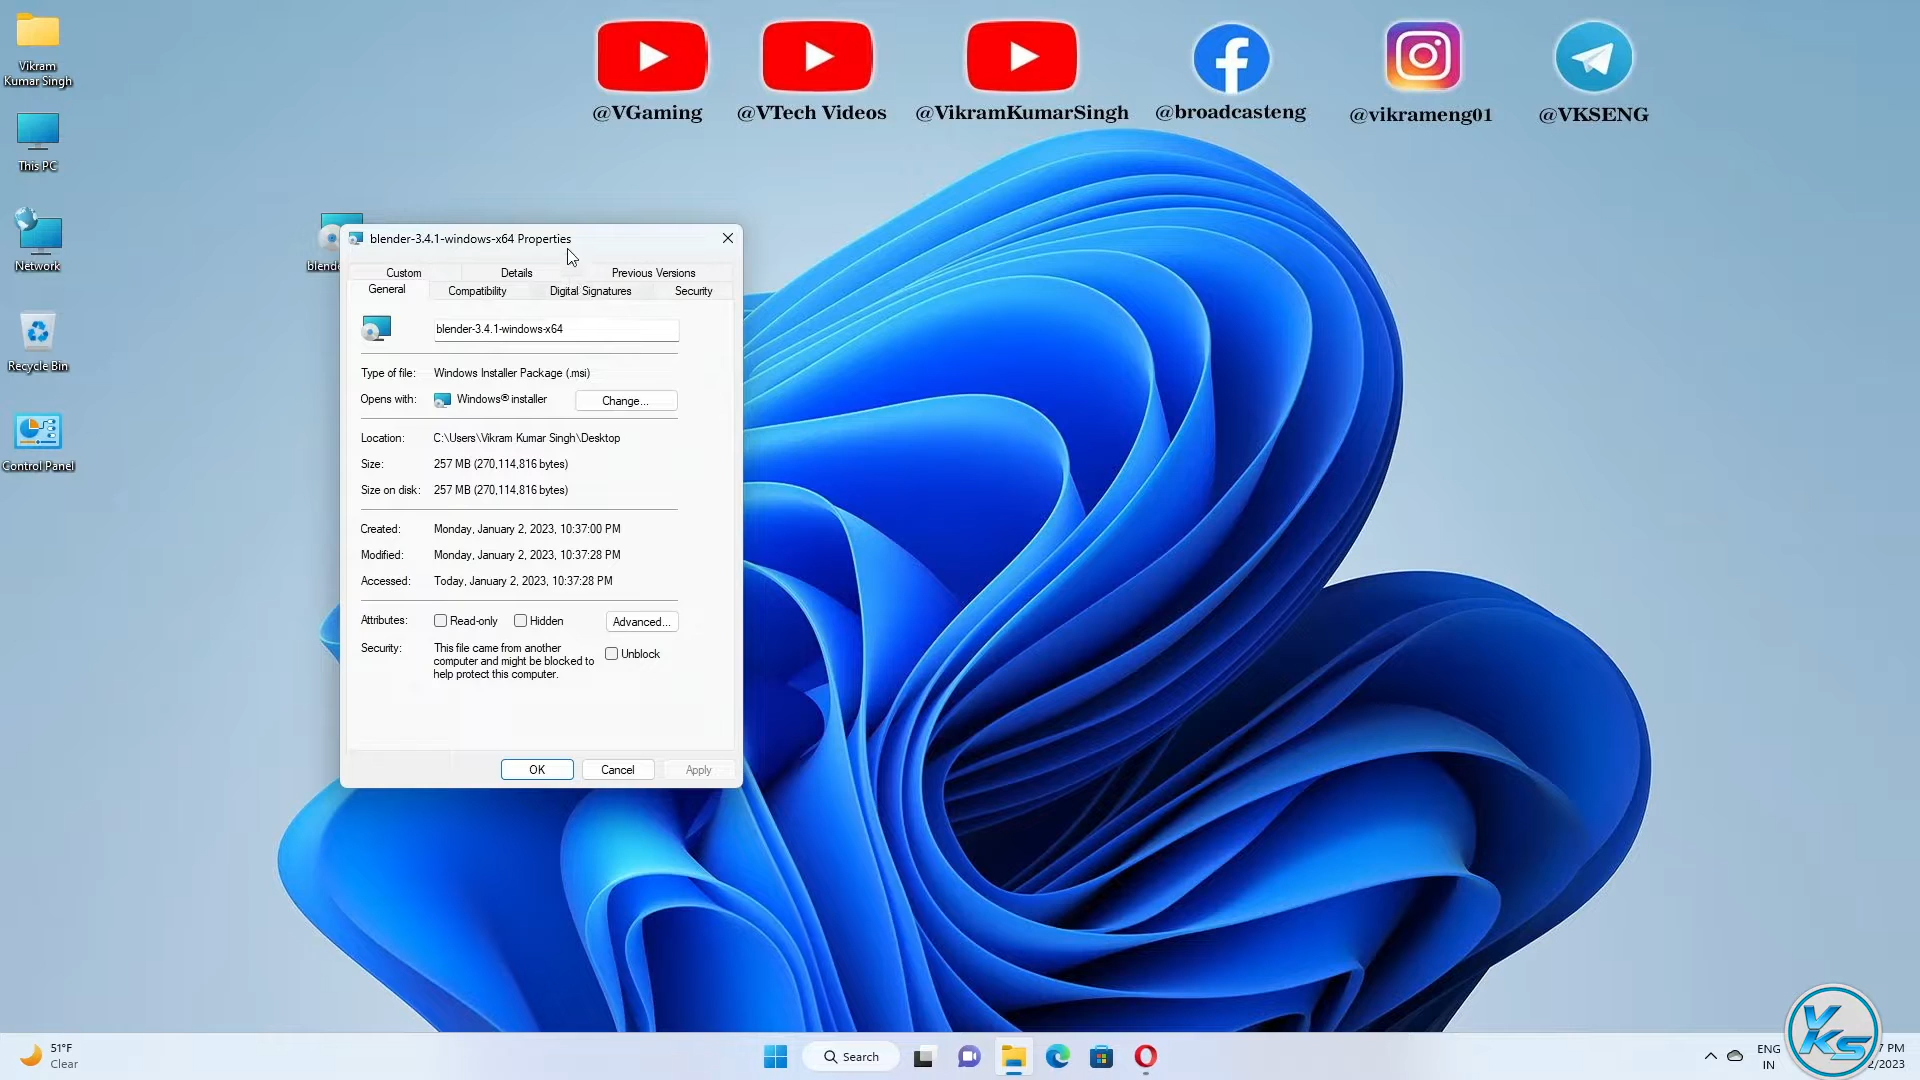 Vikram
Kumar Singh
This PC
Network
Recycle Bin
Control Panel
@VGaming
@VTech Videos
@VikramKumarSingh
@broadcasteng
@vikrameng01
@VKSENG
blender-3.4.1-windows-x64 Properties
Custom
Details
Previous Versions
General
Compatibility
Digital Signatures
Security
blender-3.4.1-windows-x64
Type of file: Windows Installer Package (.msi)
Opens with: Windows® installer
Change...
Location: C:\Users\Vikram Kumar Singh\Desktop
Size: 257 MB (270,114,816 bytes)
Size on disk: 257 MB (270,114,816 bytes)
Created: Monday, January 2, 2023, 10:37:00 PM
Modified: Monday, January 2, 2023, 10:37:28 PM
Accessed: Today, January 2, 2023, 10:37:28 PM
Attributes: Read-only Hidden Advanced...
Security: This file came from another
computer and might be blocked to
help protect this computer.
Unblock
OK
Cancel
Apply
51°F
Clear
Search
ENG
IN
7 PM
2/2023
VKS